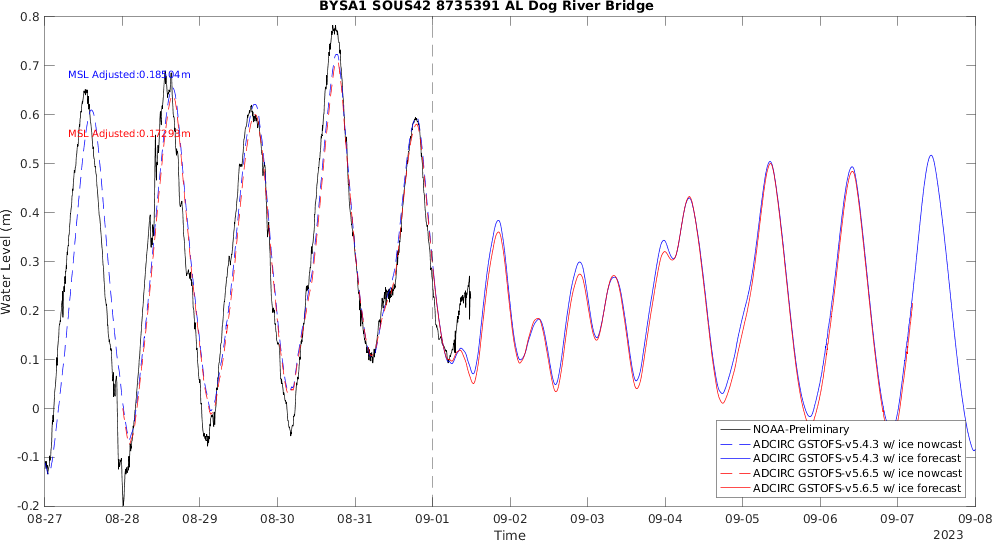 BYSA1 SOUS42 8735391 AL Dog River Bridge
0.8
0.7
0.6
0.5
0.4
0.3
0.2
0.1
0
-0.1
-0.2
Water Level (m)
MSL Adjusted:0.18504m
MSL Adjusted:0.17293m
NOAA-Preliminary
ADCIRC GSTOFS-v5.4.3 w/ ice nowcast
ADCIRC GSTOFS-v5.4.3 w/ ice forecast
ADCIRC GSTOFS-v5.6.5 w/ ice nowcast
ADCIRC GSTOFS-v5.6.5 w/ ice forecast
08-27 08-28 08-29 08-30 08-31 09-01 09-02 09-03 09-04 09-05 09-06 09-07 09-08
Time
2023